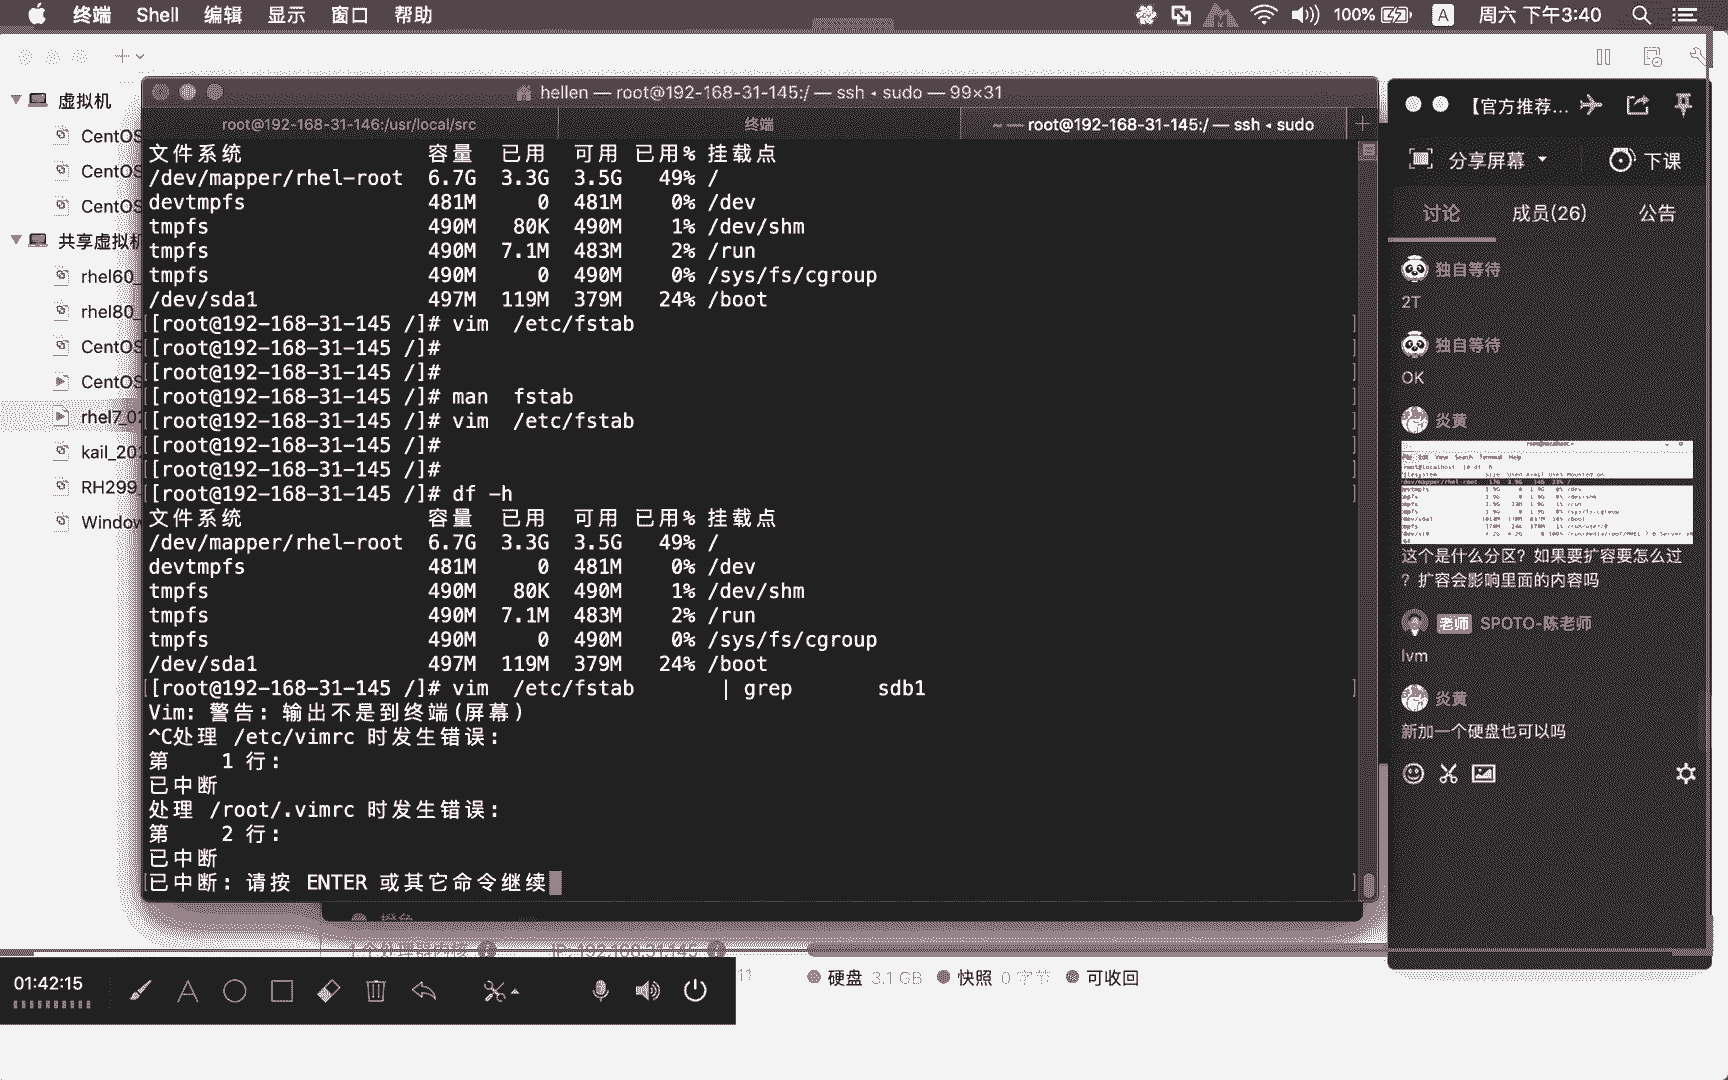 终端 Shell 编辑 显示 窗口 帮助 100% A 周六 下午3:40
虚拟机
CentOS
CentOS
CentOS
共享虚拟机
rhel60_
rhel80_
CentOS
CentOS
rhel7_0
kail_20
RH299_
Window
hellen — root@192-168-31-145:/ — ssh ◂ sudo — 99×31
root@192-168-31-146:/usr/local/src 终端 ~ — root@192-168-31-145:/ — ssh ◂ sudo
文件系统 容量 已用 可用 已用% 挂载点
/dev/mapper/rhel-root 6.7G 3.3G 3.5G 49% /
devtmpfs 481M 0 481M 0% /dev
tmpfs 490M 80K 490M 1% /dev/shm
tmpfs 490M 7.1M 483M 2% /run
tmpfs 490M 0 490M 0% /sys/fs/cgroup
/dev/sda1 497M 119M 379M 24% /boot
[root@192-168-31-145 /]# vim /etc/fstab
[root@192-168-31-145 /]#
[root@192-168-31-145 /]#
[root@192-168-31-145 /]# man fstab
[root@192-168-31-145 /]# vim /etc/fstab
[root@192-168-31-145 /]#
[root@192-168-31-145 /]#
[root@192-168-31-145 /]# df -h
文件系统 容量 已用 可用 已用% 挂载点
/dev/mapper/rhel-root 6.7G 3.3G 3.5G 49% /
devtmpfs 481M 0 481M 0% /dev
tmpfs 490M 80K 490M 1% /dev/shm
tmpfs 490M 7.1M 483M 2% /run
tmpfs 490M 0 490M 0% /sys/fs/cgroup
/dev/sda1 497M 119M 379M 24% /boot
[root@192-168-31-145 /]# vim /etc/fstab | grep sdb1
Vim: 警告: 输出不是到终端(屏幕)
^C处理 /etc/vimrc 时发生错误:
第 1 行:
已中断
处理 /root/.vimrc 时发生错误:
第 2 行:
已中断
已中断: 请按 ENTER 或其它命令继续
【官方推荐...
分享屏幕 下课
讨论 成员(26) 公告
独自等待
2T
独自等待
OK
炎黄
这个是什么分区？如果要扩容要怎么过
？扩容会影响里面的内容吗
老师 SPOTO-陈老师
lvm
炎黄
新加一个硬盘也可以吗
橙色
1 个处理器内核 IP: 192.168.31.145
硬盘 3.1 GB 快照 0 字节 可收回
01:42:15